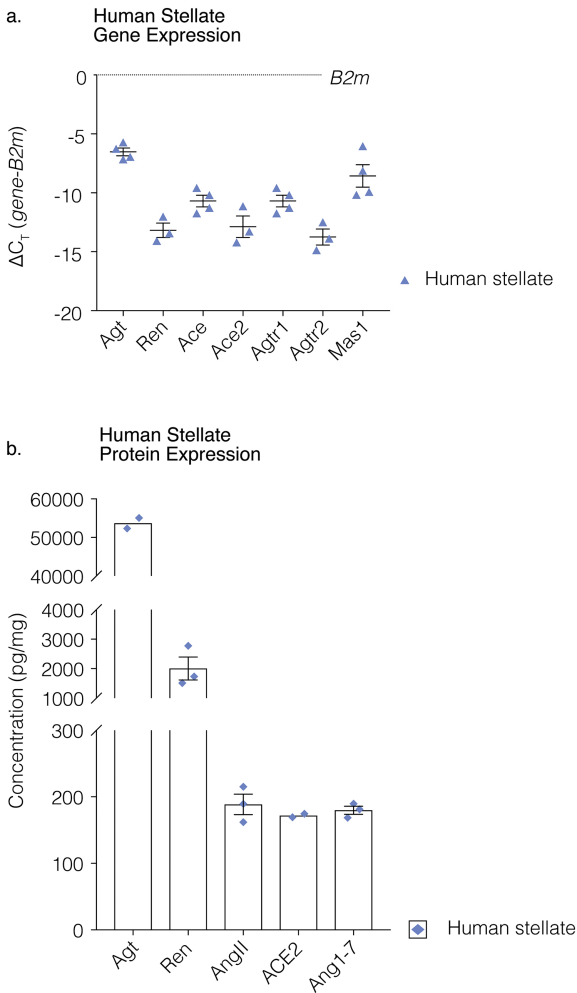 a.
Human Stellate
Gene Expression
0
B2m
-5
-10
-15
-20
ΔCT (gene-B2m)
Human stellate
Agt
Ren
Ace
Ace2
Agtr1
Agtr2
Mas1
b.
Human Stellate
Protein Expression
60000
50000
40000
4000
3000
2000
1000
300
200
100
0
Concentration (pg/mg)
Human stellate
Agt
Ren
AngII
ACE2
Ang1-7